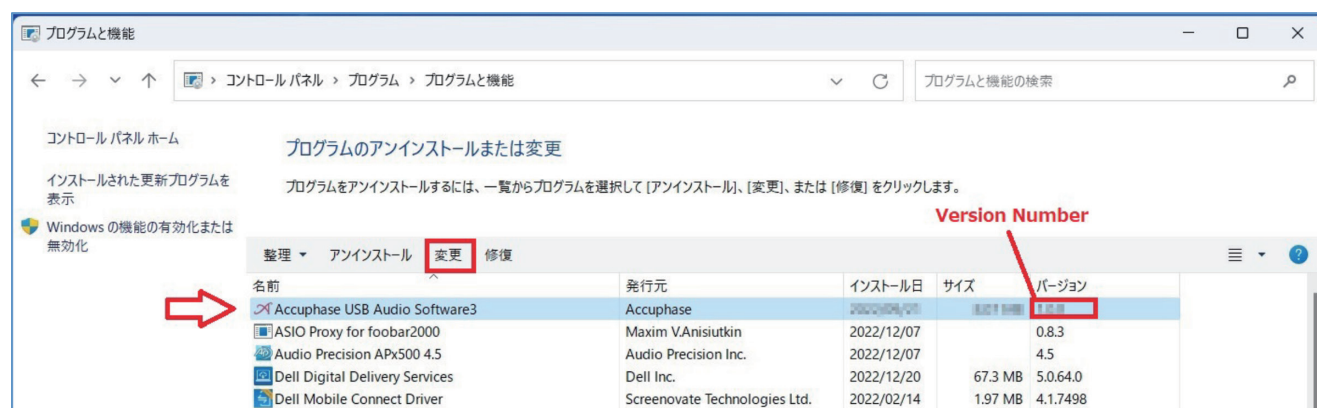 プログラムと機能
コントロール パネル > プログラム > プログラムと機能
プログラムと機能の検索
コントロール パネル ホーム
インストールされた更新プログラムを
表示
Windows の機能の有効化または
無効化
プログラムのアンインストールまたは変更
プログラムをアンインストールするには、一覧からプログラムを選択して [アンインストール]、[変更]、または [修復] をクリックします。
Version Number
整理 アンインストール 変更 修復
名前 発行元 インストール日 サイズ バージョン
Accuphase USB Audio Software3 Accuphase
ASIO Proxy for foobar2000 Maxim V.Anisiutkin 2022/12/07 0.8.3
Audio Precision APx500 4.5 Audio Precision Inc. 2022/12/07 4.5
Dell Digital Delivery Services Dell Inc. 2022/12/20 67.3 MB 5.0.64.0
Dell Mobile Connect Driver Screenovate Technologies Ltd. 2022/02/14 1.97 MB 4.1.7498